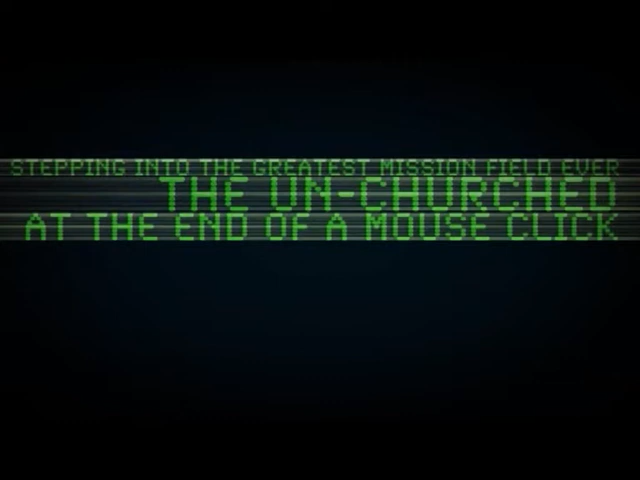 STEPPING INTO THE GREATEST MISSION FIELD EVER
THE UN-CHURCHED
AT THE END OF A MOUSE CLICK